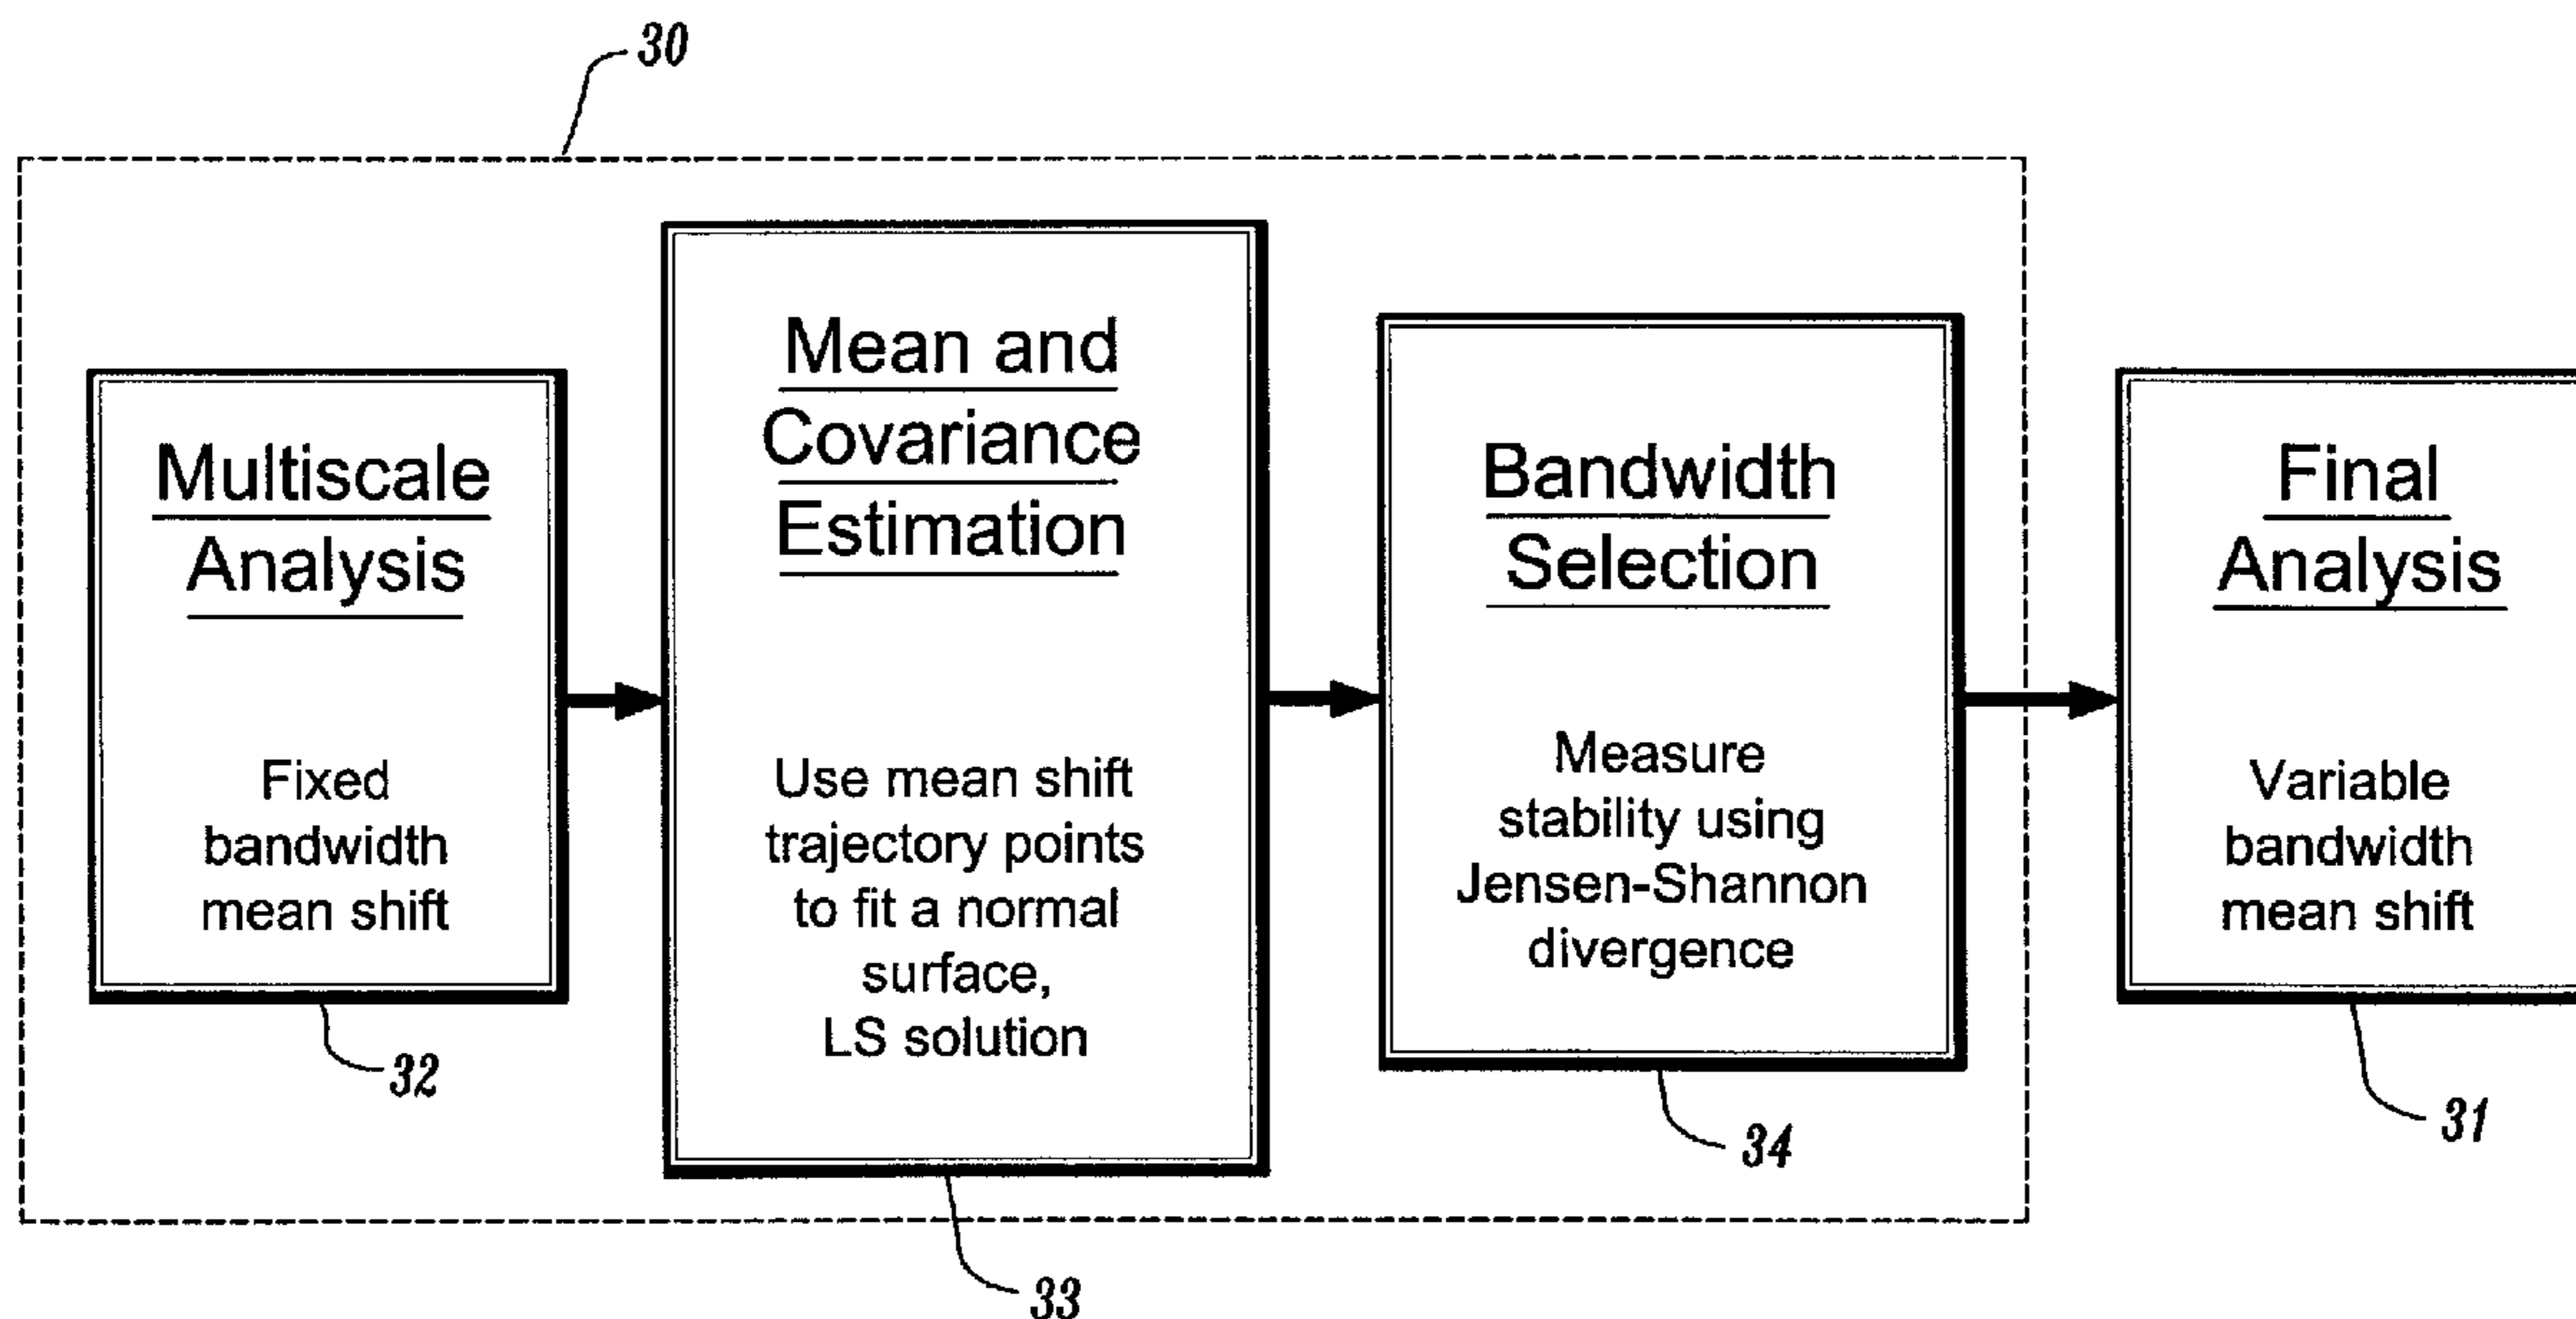 30
Multiscale
Analysis
Fixed
bandwidth
mean shift
32
Mean and
Covariance
Estimation
Use mean shift
trajectory points
to fit a normal
surface,
LS solution
33
Bandwidth
Selection
Measure
stability using
Jensen-Shannon
divergence
34
Final
Analysis
Variable
bandwidth
mean shift
31